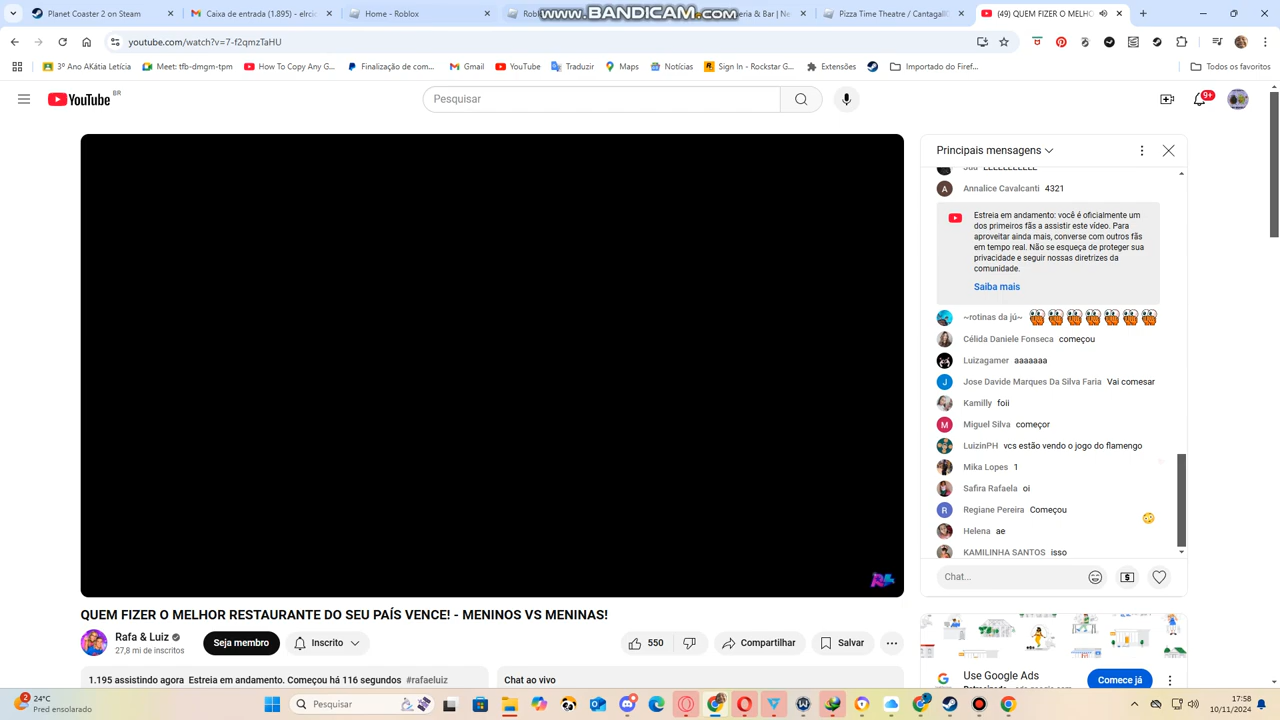 Planet 2 on Steam
Caixa de entrada (1.895) - elroic
Home - Roblox
Rob
www.BANDICAM.com
eria & Bar | Ne
Pizza Time Theatre / Cantagall
(49) QUEM FIZER O MELHO
youtube.com/watch?v=7-f2qmzTaHU
3º Ano AKátia Letícia
Meet: tfb-dmgm-tpm
How To Copy Any G...
Finalização de com...
Gmail
YouTube
Traduzir
Maps
Notícias
Sign In - Rockstar G...
Extensões
Importado do Firef...
Todos os favoritos
YouTube BR
Pesquisar
9+
Principais mensagens
Annalice Cavalcanti 4321
Estreia em andamento: você é oficialmente um
dos primeiros fãs a assistir este vídeo. Para
aproveitar ainda mais, converse com outros fãs
em tempo real. Não se esqueça de proteger sua
privacidade e seguir nossas diretrizes da
comunidade.
Saiba mais
~rotinas da jú~
Célida Daniele Fonseca começou
Luizagamer aaaaaaa
Jose Davide Marques Da Silva Faria Vai comesar
Kamilly foii
Miguel Silva começor
LuizinPH vcs estão vendo o jogo do flamengo
Mika Lopes 1
Safira Rafaela oi
Regiane Pereira Começou
Helena ae
KAMILINHA SANTOS isso
Chat...
QUEM FIZER O MELHOR RESTAURANTE DO SEU PAÍS VENCE! - MENINOS VS MENINAS!
Rafa & Luiz
27,8 mi de inscritos
Seja membro
Inscrito
550
Compartilhar
Salvar
1.195 assistindo agora Estreia em andamento. Começou há 116 segundos #rafaeluiz
Chat ao vivo
Use Google Ads
Comece já
24°C
Pred ensolarado
Pesquisar
17:58
10/11/2024